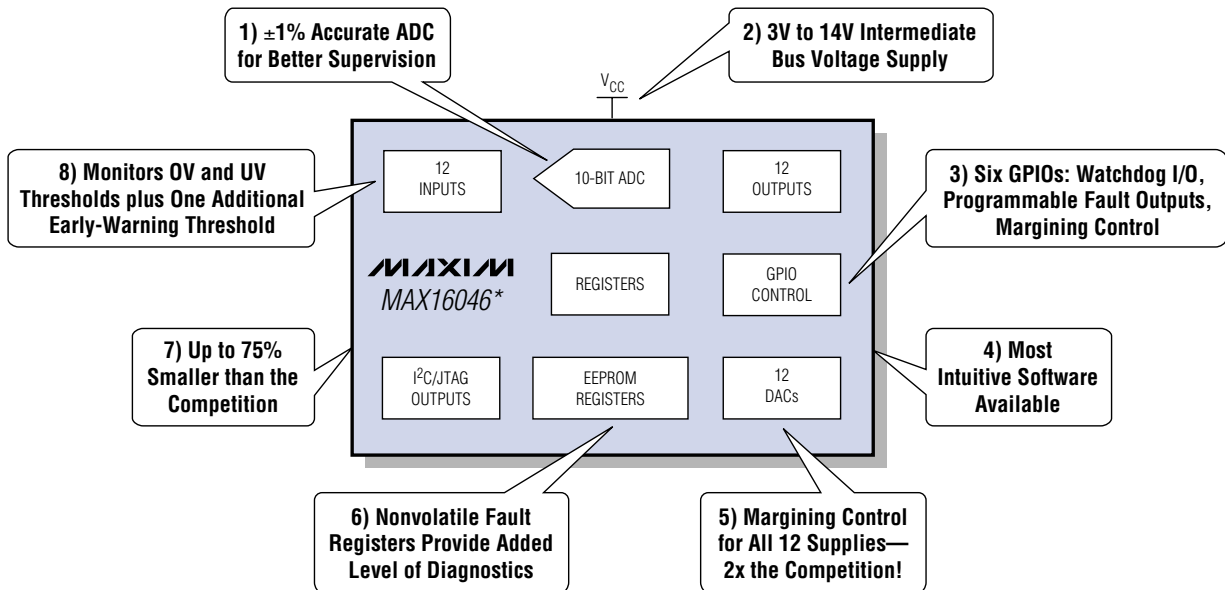 1) ±1% Accurate ADC
for Better Supervision
2) 3V to 14V Intermediate
Bus Voltage Supply
VCC
8) Monitors OV and UV
Thresholds plus One Additional
Early-Warning Threshold
12
INPUTS
10-BIT ADC
12
OUTPUTS
3) Six GPIOs: Watchdog I/O,
Programmable Fault Outputs,
Margining Control
MAXIM
MAX16046*
REGISTERS
GPIO
CONTROL
7) Up to 75%
Smaller than the
Competition
I²C/JTAG
OUTPUTS
EEPROM
REGISTERS
12
DACs
4) Most
Intuitive Software
Available
6) Nonvolatile Fault
Registers Provide Added
Level of Diagnostics
5) Margining Control
for All 12 Supplies—
2x the Competition!